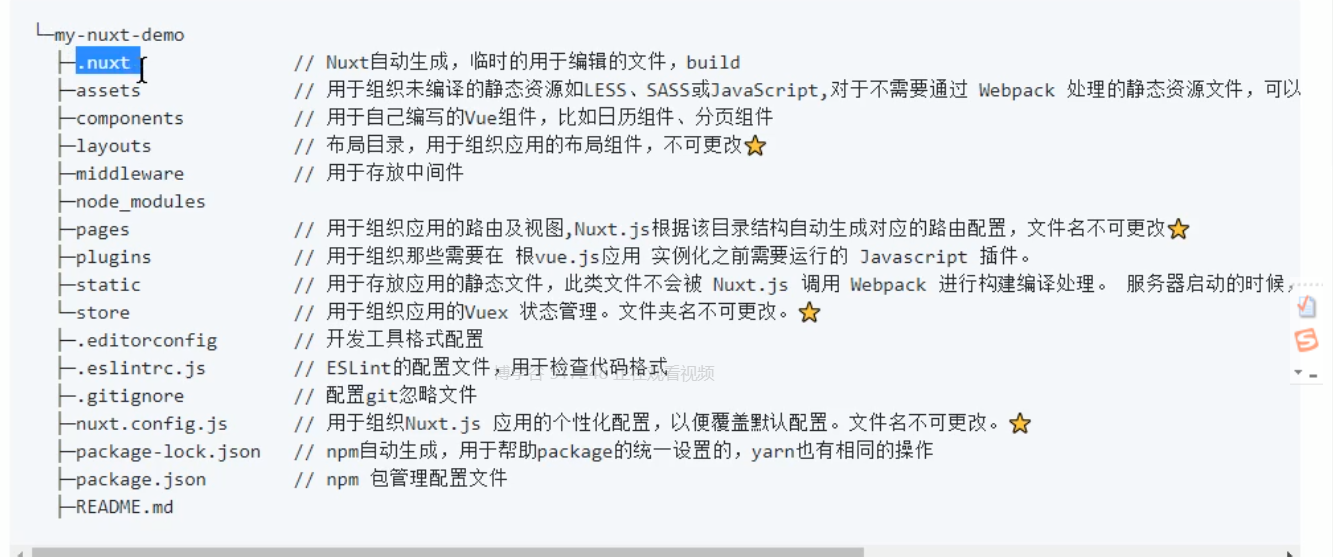 └─my-nuxt-demo
├─.nuxt // Nuxt自动生成，临时的用于编辑的文件，build
├─assets // 用于组织未编译的静态资源如LESS、SASS或JavaScript,对于不需要通过 Webpack 处理的静态资源文件，可以
├─components // 用于自己编写的Vue组件，比如日历组件、分页组件
├─layouts // 布局目录，用于组织应用的布局组件，不可更改⭐
├─middleware // 用于存放中间件
├─node_modules
├─pages // 用于组织应用的路由及视图,Nuxt.js根据该目录结构自动生成对应的路由配置，文件名不可更改⭐
├─plugins // 用于组织那些需要在 根vue.js应用 实例化之前需要运行的 Javascript 插件。
├─static // 用于存放应用的静态文件，此类文件不会被 Nuxt.js 调用 Webpack 进行构建编译处理。 服务器启动的时候，
└─store // 用于组织应用的Vuex 状态管理。文件夹名不可更改。⭐
├─.editorconfig // 开发工具格式配置
├─.eslintrc.js // ESLint的配置文件，用于检查代码格式
正在观看视频
├─.gitignore // 配置git忽略文件
├─nuxt.config.js // 用于组织Nuxt.js 应用的个性化配置，以便覆盖默认配置。文件名不可更改。⭐
├─package-lock.json // npm自动生成，用于帮助package的统一设置的，yarn也有相同的操作
├─package.json // npm 包管理配置文件
├─README.md